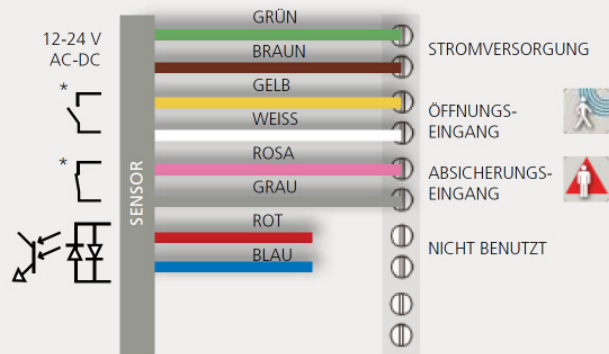 GRÜN
12-24 V
AC-DC
STROMVERSORGUNG
BRAUN
GELB
*
ÖFFNUNGS-
EINGANG
WEISS
ROSA
*
ABSICHERUNGS-
EINGANG
GRAU
SENSOR
ROT
NICHT BENUTZT
BLAU